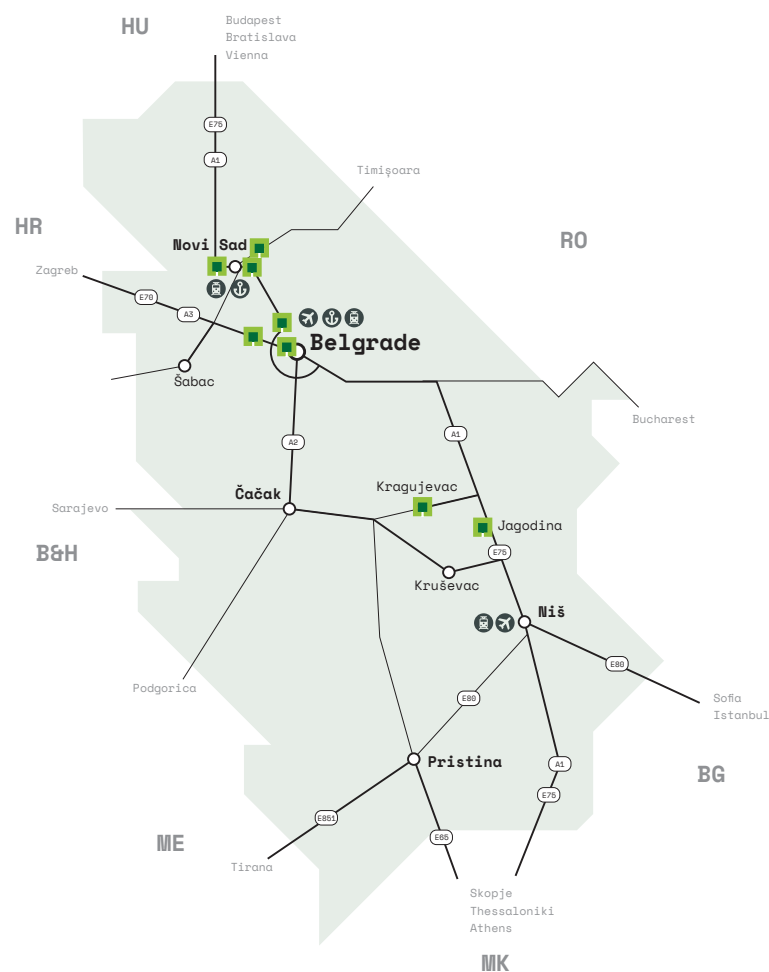 HU
Budapest
Bratislava
Vienna
E75
A1
Timișoara
HR
RO
Novi Sad
Zagreb
E70
A3
Belgrade
Šabac
Bucharest
A1
A2
Kragujevac
Čačak
Sarajevo
Jagodina
B&H
E75
Kruševac
Niš
E80
Podgorica
E80
Sofia
Istanbul
Pristina
A1
BG
E75
E851
E65
ME
Tirana
Skopje
Thessaloniki
Athens
MK